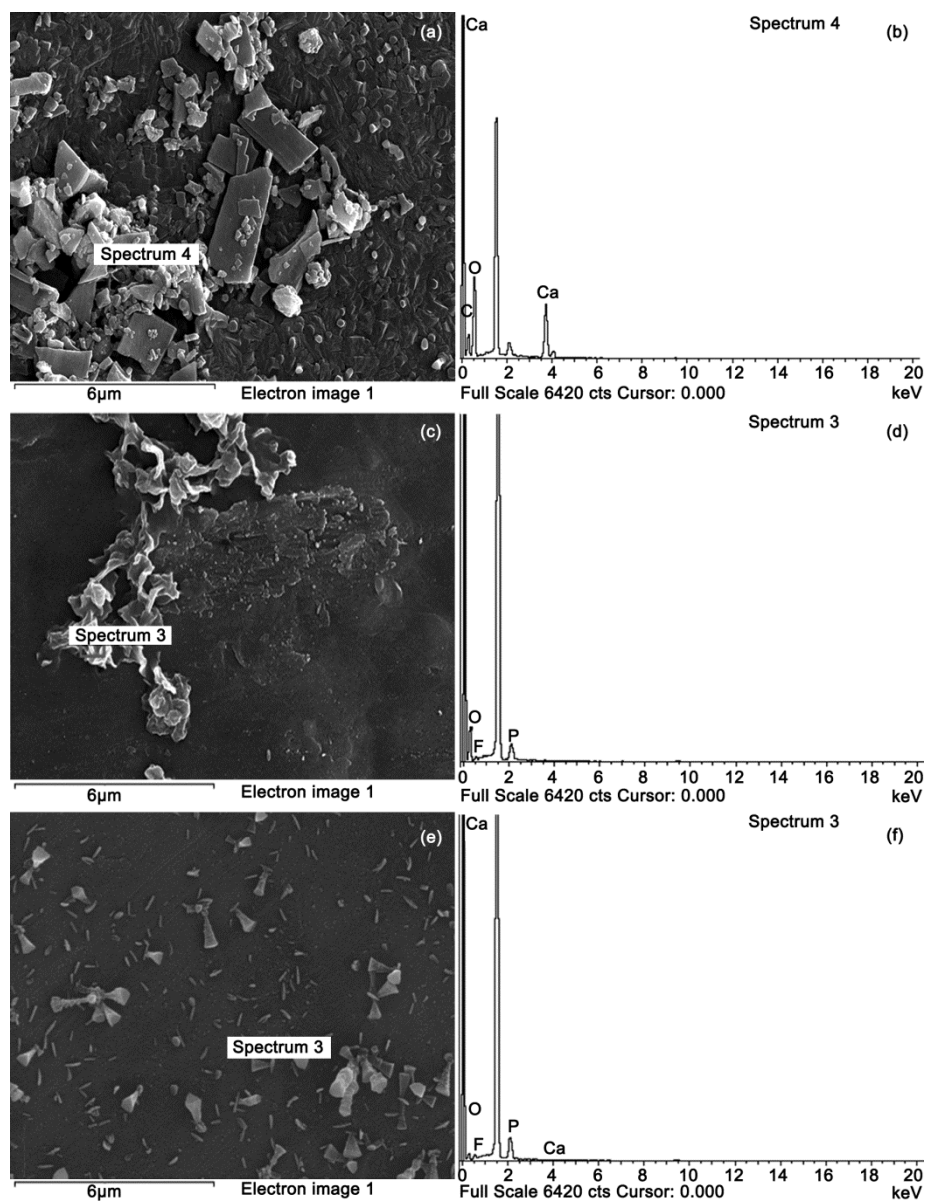 (a)
Spectrum 4
6µm
Electron image 1
Ca
Spectrum 4
(b)
O
C
Ca
0 2 4 6 8 10 12 14 16 18 20
Full Scale 6420 cts Cursor: 0.000
keV
(c)
Spectrum 3
6µm
Electron image 1
Spectrum 3
(d)
O
F
P
0 2 4 6 8 10 12 14 16 18 20
Full Scale 6420 cts Cursor: 0.000
keV
(e)
Spectrum 3
6µm
Electron image 1
Ca
Spectrum 3
(f)
O
F
P
Ca
0 2 4 6 8 10 12 14 16 18 20
Full Scale 6420 cts Cursor: 0.000
keV